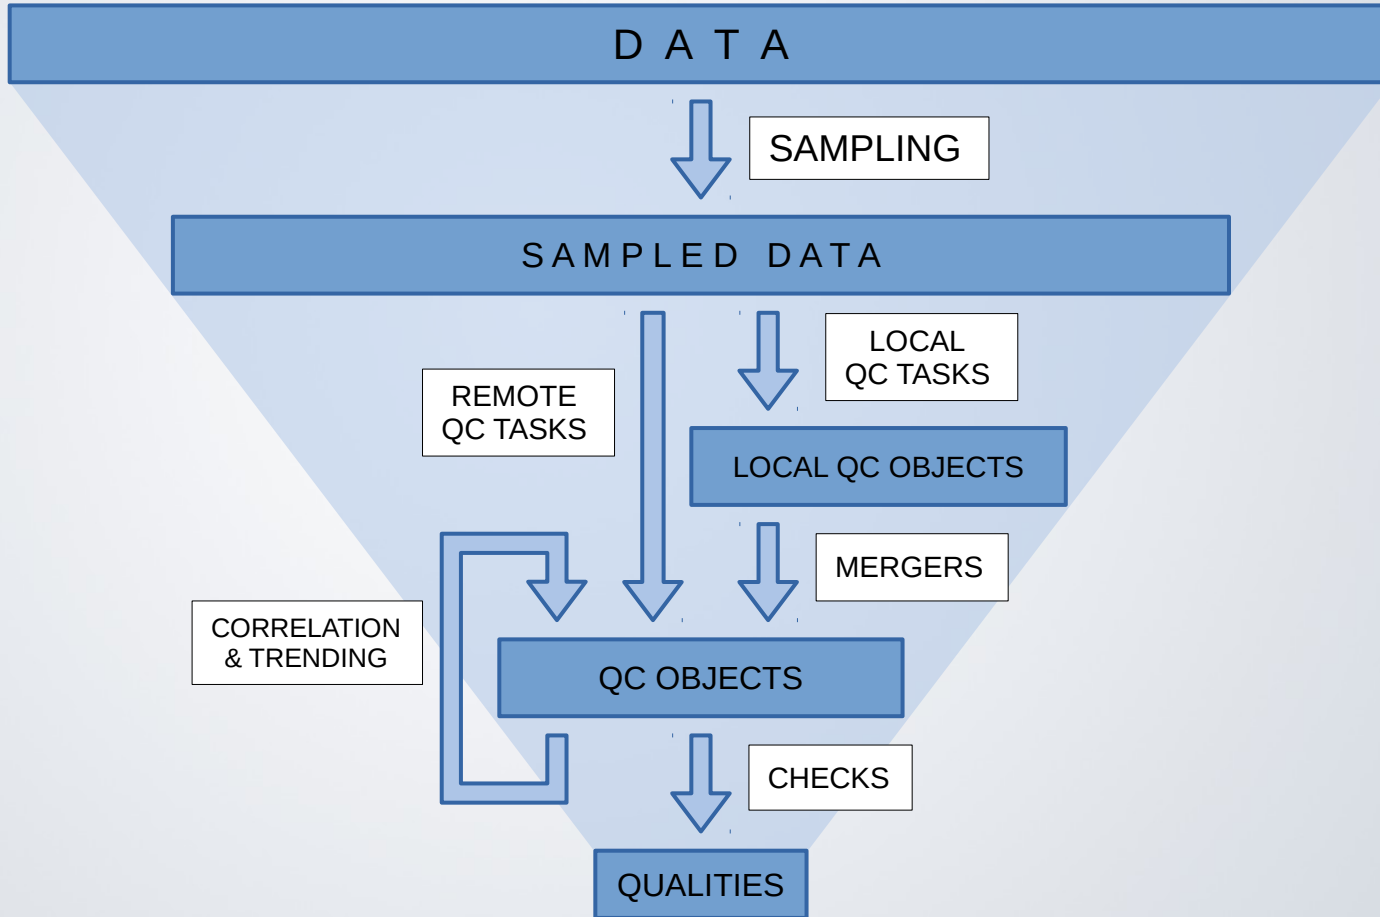 DATA
SAMPLING
SAMPLED DATA
LOCAL
QC TASKS
REMOTE
QC TASKS
LOCAL QC OBJECTS
MERGERS
CORRELATION
& TRENDING
QC OBJECTS
CHECKS
QUALITIES